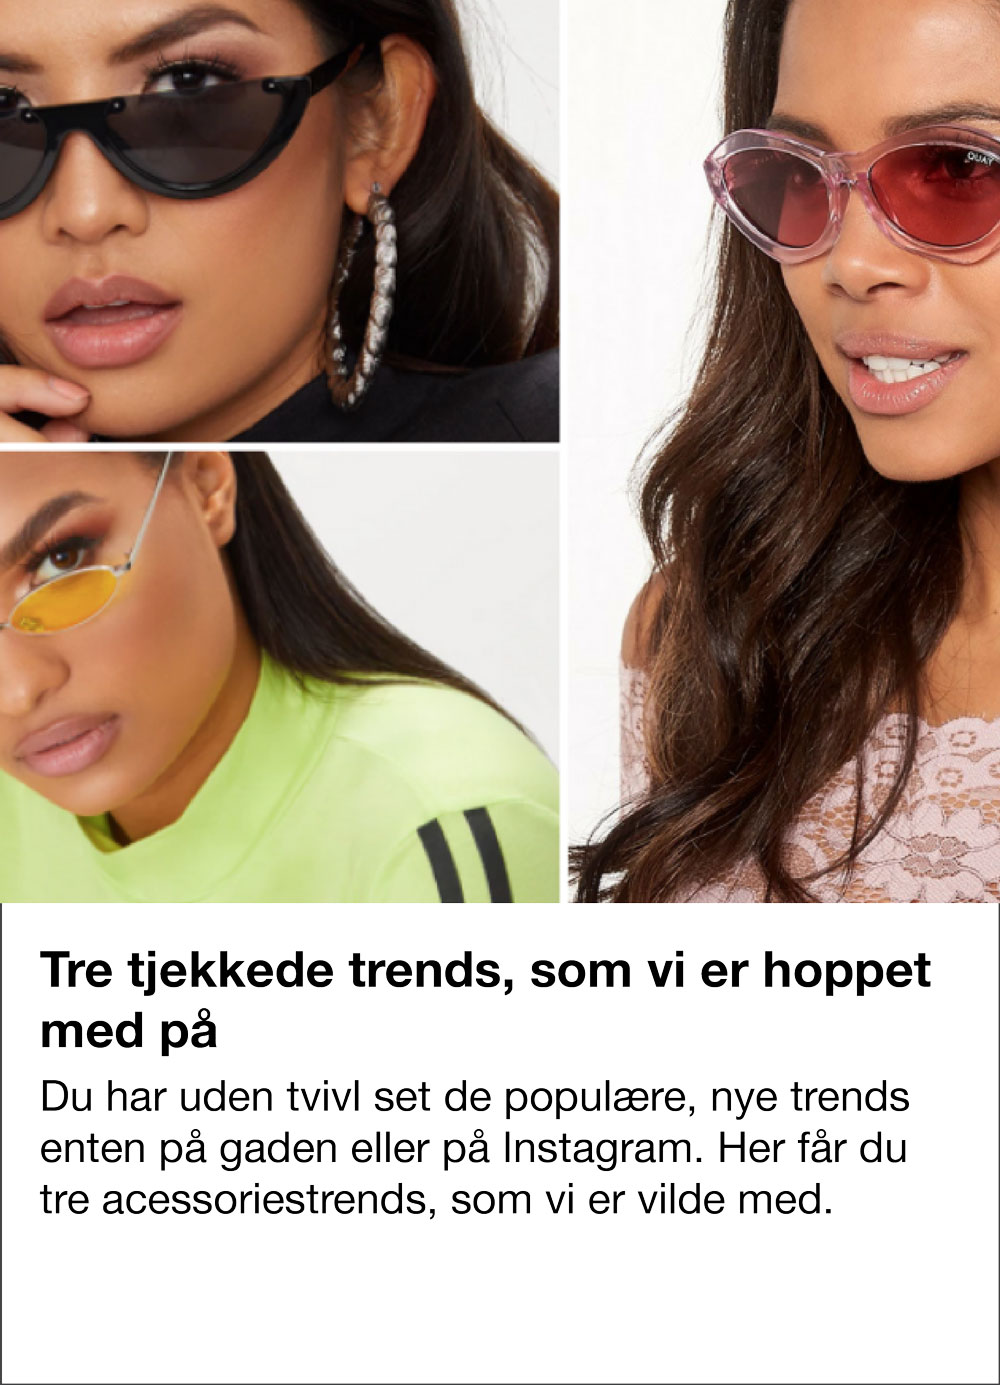 QUAY
Tre tjekkede trends, som vi er hoppet
med på
Du har uden tvivl set de populære, nye trends
enten på gaden eller på Instagram. Her får du
tre acessoriestrends, som vi er vilde med.